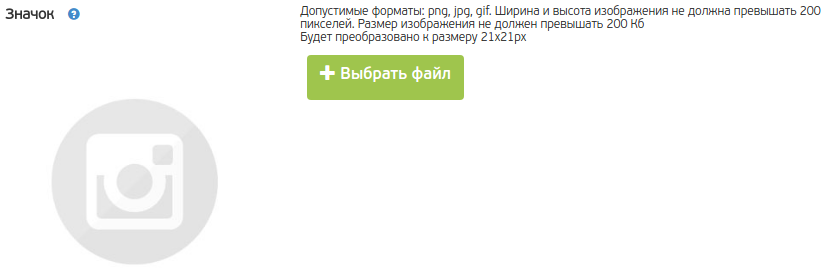 Значок
Допустимые форматы: png, jpg, gif. Ширина и высота изображения не должна превышать 200
пикселей. Размер изображения не должен превышать 200 Кб
Будет преобразовано к размеру 21x21px
Выбрать файл